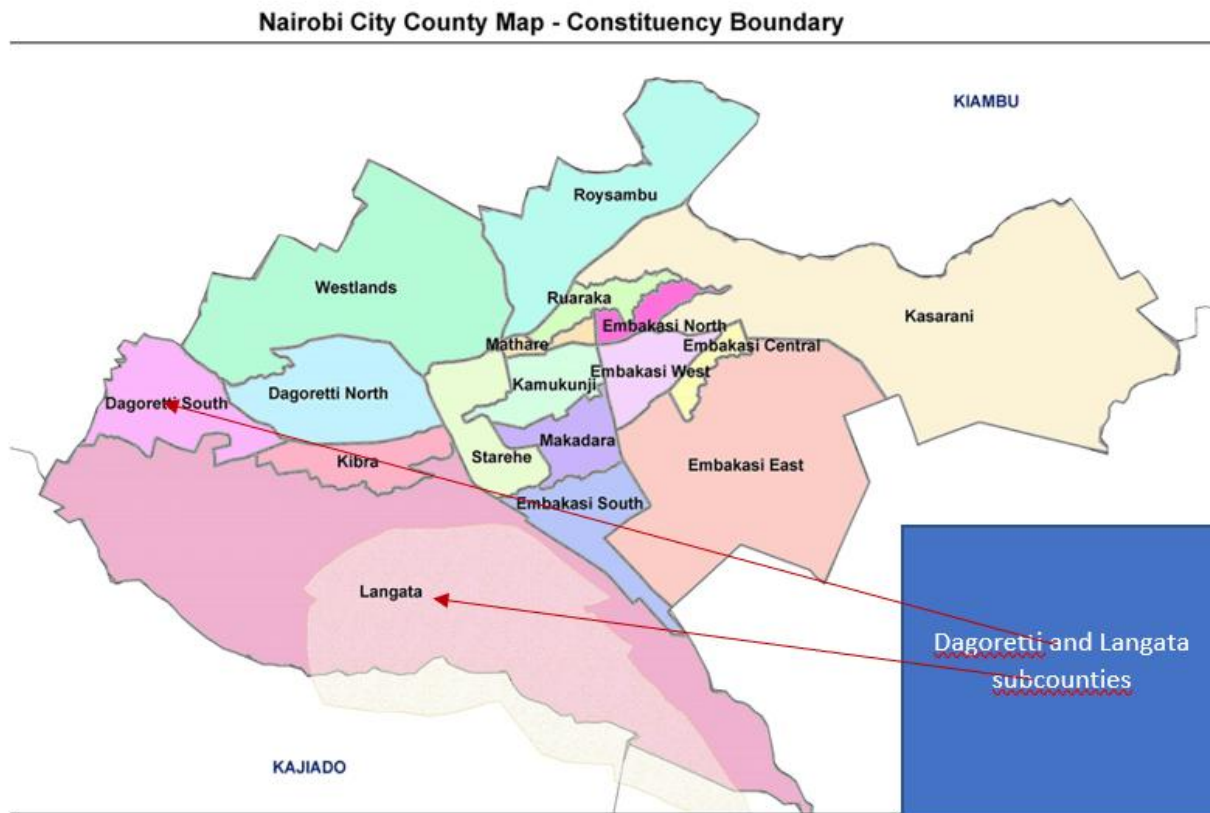 Nairobi City County Map - Constituency Boundary
KIAMBU
Roysambu
Westlands
Ruaraka
Kasarani
Embakasi North
Mathare
Embakasi Central
Embakasi West
Kamukunji
Dagoretti North
Dagoretti South
Makadara
Starehe
Kibra
Embakasi East
Embakasi South
Langata
Dagoretti and Langata
subcounties
KAJIADO